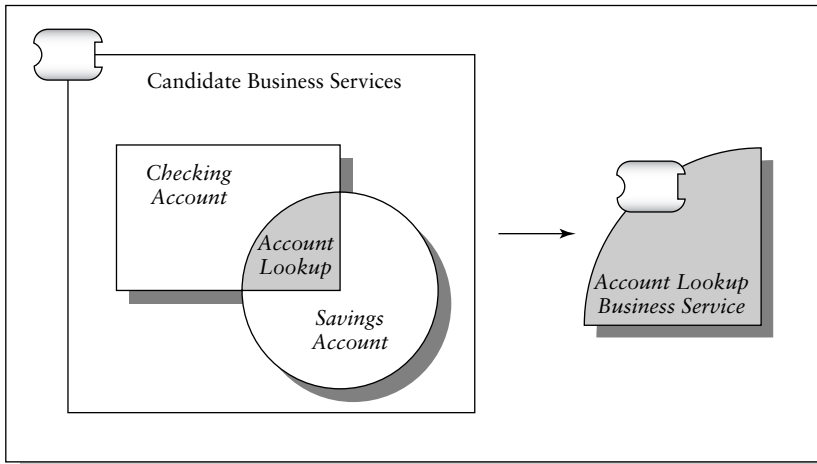 Candidate Business Services
Checking
Account
Account
Lookup
Savings
Account
Account Lookup
Business Service